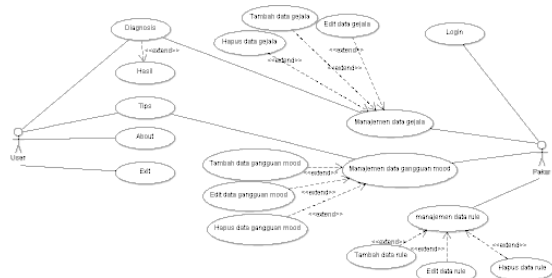 Tambah data gejala
Edit data gejala
Diagnosis
Hapus data gejala
Login
<<extend>>
<<extend>>
<<extend>>
<<extend>>
Hasil
Tips
Manajemen data gejala
About
User
Pakar
Tambah data gangguan mood
Manajemen data gangguan mood
<<extend>>
Exit
Edit data gangguan mood
<<extend>>
Hapus data gangguan mood
<<extend>>
manajemen data rule
<<extend>>
<<extend>>
<<extend>>
Tambah data rule
Edit data rule
Hapus data rule